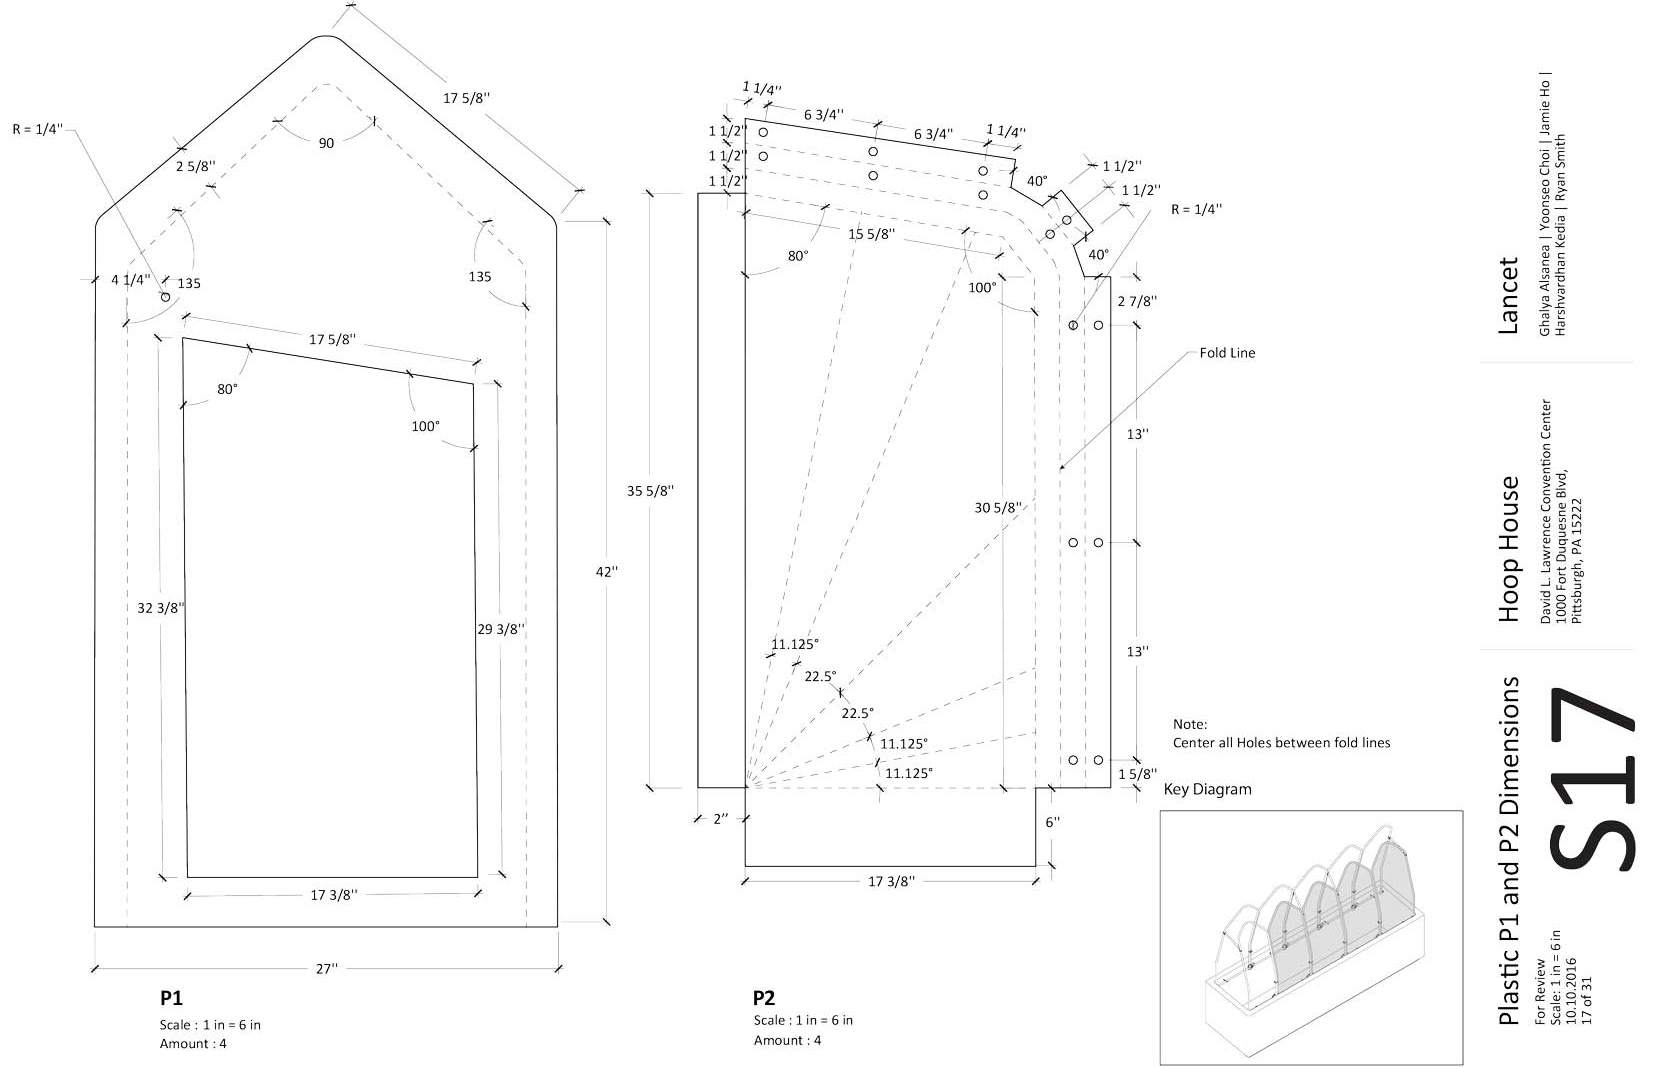 17 5/8"
R = 1/4"
2 5/8"
90
4 1/4"
135
135
17 5/8"
80°
100°
32 3/8"
29 3/8"
42"
17 3/8"
27"
P1
Scale : 1 in = 6 in
Amount : 4
1 1/4"
6 3/4"
6 3/4"
1 1/4"
1 1/2"
1 1/2"
1 1/2"
40°
1 1/2"
1 1/2"
R = 1/4"
15 5/8"
80°
100°
40°
2 7/8"
Fold Line
13"
35 5/8"
30 5/8"
11.125°
22.5°
22.5°
11.125°
11.125°
13"
1 5/8"
2"
6"
17 3/8"
P2
Scale : 1 in = 6 in
Amount : 4
Note:
Center all Holes between fold lines
Key Diagram
Lancet
Ghalya Alsanea | Yoonseo Choi | Jamie Ho |
Harshvardhan Kedia | Ryan Smith
Hoop House
David L. Lawrence Convention Center
1000 Fort Duquesne Blvd,
Pittsburgh, PA 15222
Plastic P1 and P2 Dimensions
S17
For Review
Scale: 1 in = 6 in
10.10.2016
17 of 31